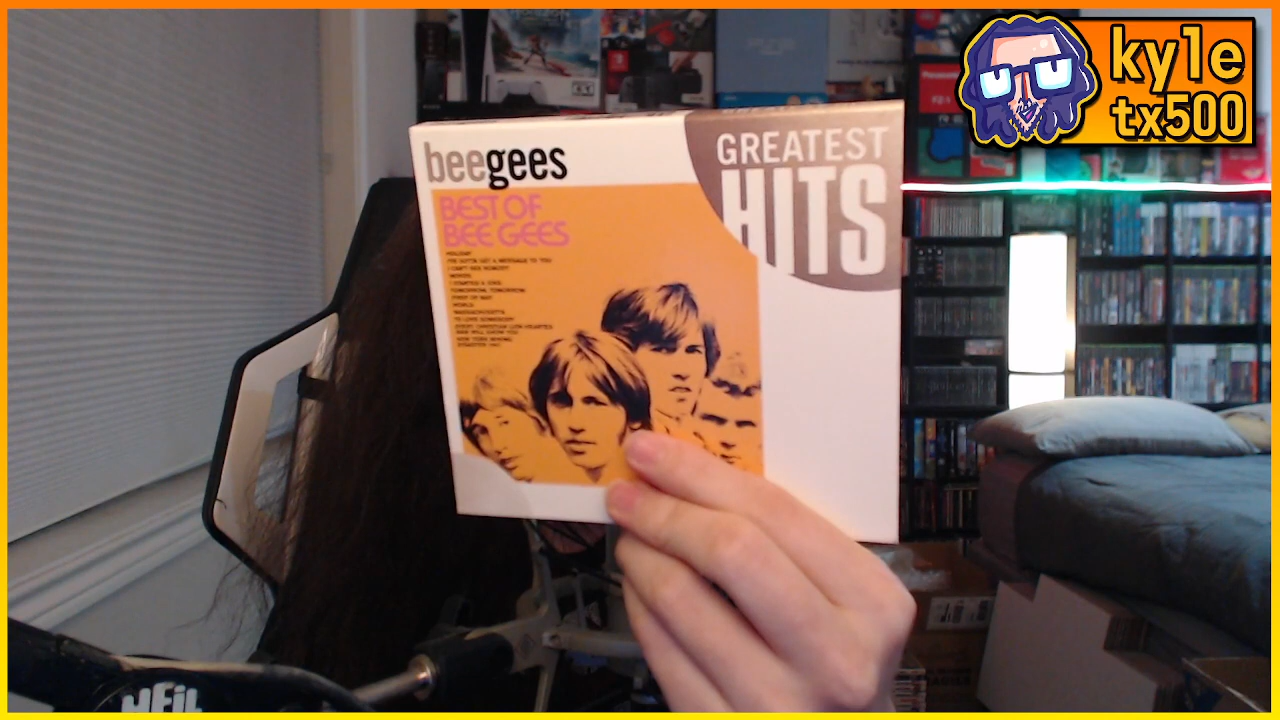 kyle
tx500
beegees
GREATEST
HITS
BEST OF
BEE GEES
HOLIDAY
I'VE GOTTA GET A MESSAGE TO YOU
I CAN'T SEE NOBODY
WORDS
I STARTED A JOKE
TOMORROW, TOMORROW
FIRST OF MAY
WORLD
MASSACHUSETTS
TO LOVE SOMEBODY
EVERY CHRISTIAN LION HEARTED
MAN WILL SHOW YOU
NEW YORK MINING
DISASTER 1941
HEIL